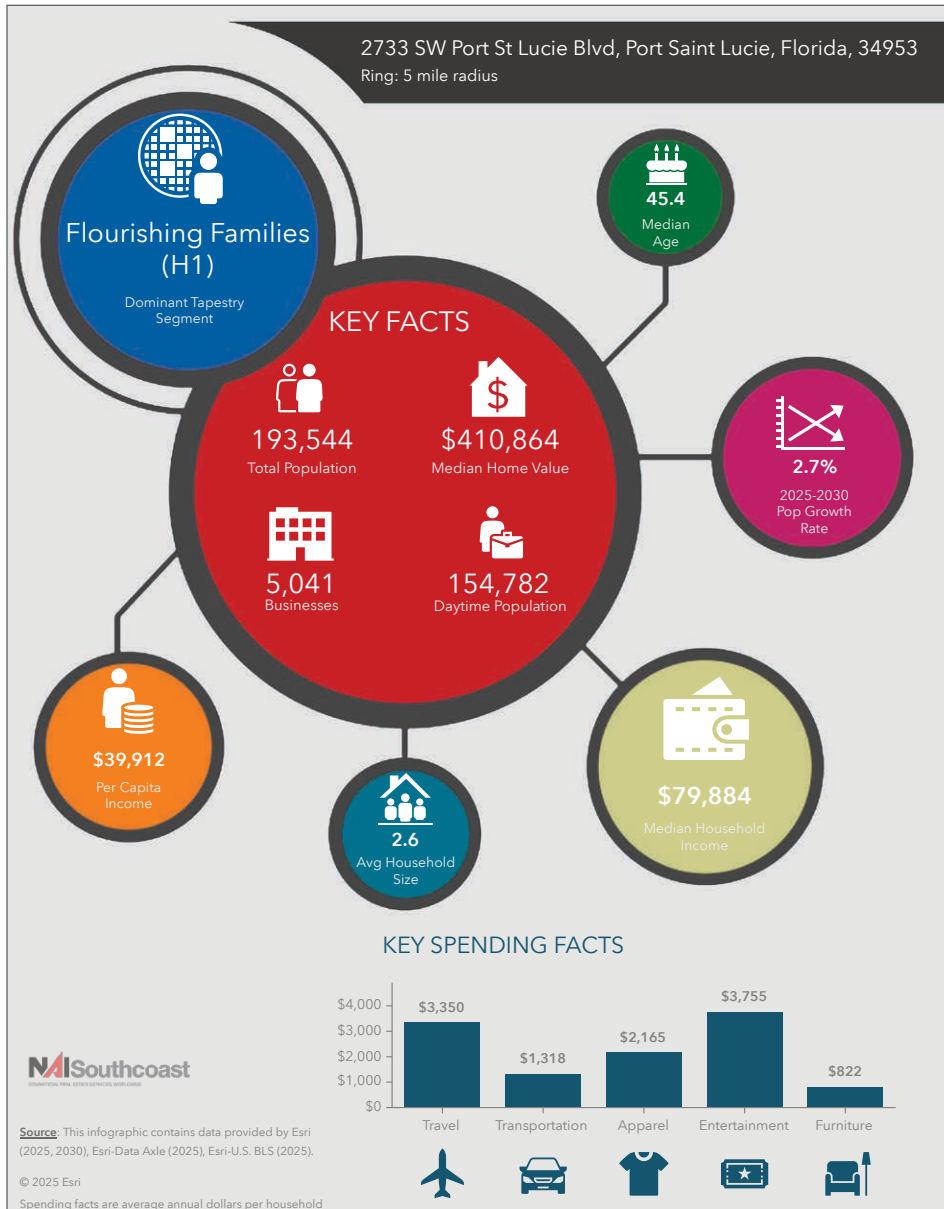 2733 SW Port St Lucie Blvd, Port Saint Lucie, Florida, 34953
Ring: 5 mile radius
Flourishing Families
(H1)
Dominant Tapestry
Segment
45.4
Median
Age
KEY FACTS
193,544
Total Population
$410,864
Median Home Value
5,041
Businesses
154,782
Daytime Population
2.7%
2025-2030
Pop Growth
Rate
$39,912
Per Capita
Income
2.6
Avg Household
Size
$79,884
Median Household
Income
KEY SPENDING FACTS
$4,000
$3,000
$2,000
$1,000
$0
$3,350
$1,318
$2,165
$3,755
$822
Travel
Transportation
Apparel
Entertainment
Furniture
NAISouthcoast
COMMERCIAL REAL ESTATE SERVICES, WORLDWIDE
Source: This infographic contains data provided by Esri
(2025, 2030), Esri-Data Axle (2025), Esri-U.S. BLS (2025).
© 2025 Esri
Spending facts are average annual dollars per household